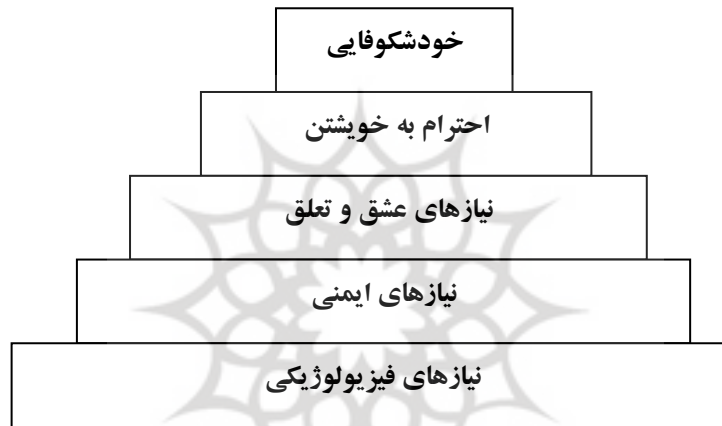 خودشکوفایی
احترام به خویشتن
نیازهای عشق و تعلق
نیازهای ایمنی
نیازهای فیزیولوژیکی